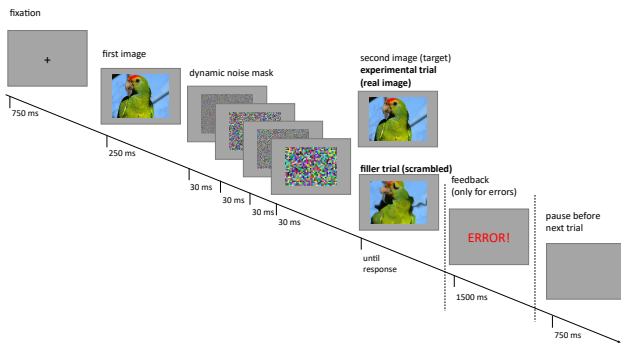 fixation
first image
dynamic noise mask
second image (target)
experimental trial
(real image)
filler trial (scrambled)
feedback
(only for errors)
pause before
next trial
+
ERROR!
750 ms
250 ms
30 ms
30 ms
30 ms
30 ms
until
response
1500 ms
750 ms